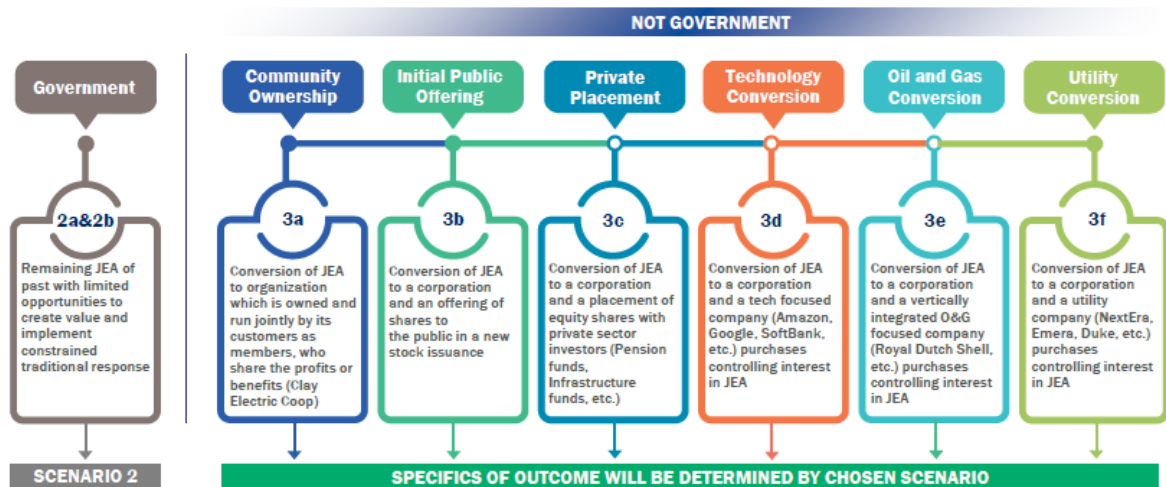 NOT GOVERNMENT
Government
2a&2b
Remaining JEA of
past with limited
opportunities to
create value and
implement
constrained
traditional response
SCENARIO 2
Community
Ownership
3a
Conversion of JEA
to organization
which is owned and
run jointly by its
customers as
members, who
share the profits or
benefits (Clay
Electric Coop)
Initial Public
Offering
3b
Conversion of JEA
to a corporation
and an offering of
shares to
the public in a new
stock issuance
Private
Placement
3c
Conversion of JEA
to a corporation
and a placement of
equity shares with
private sector
investors (Pension
funds,
Infrastructure
funds, etc.)
Technology
Conversion
3d
Conversion of JEA
to a corporation
and a tech focused
company (Amazon,
Google, SoftBank,
etc.) purchases
controlling interest
in JEA
Oil and Gas
Conversion
3e
Conversion of JEA
to a corporation
and a vertically
integrated O&G
focused company
(Royal Dutch Shell,
etc.) purchases
controlling interest
in JEA
Utility
Conversion
3f
Conversion of JEA
to a corporation
and a utility
company (NextEra,
Emera, Duke, etc.)
purchases
controlling interest
in JEA
SPECIFICS OF OUTCOME WILL BE DETERMINED BY CHOSEN SCENARIO